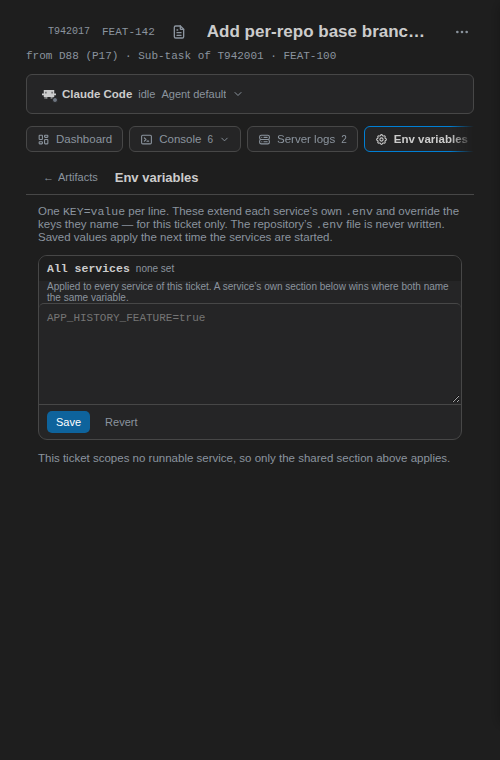 T942017 FEAT-142 Add per-repo base branc… ···
from D88 (P17) · Sub-task of T942001 · FEAT-100
Claude Code idle Agent default
Dashboard Console 6 Server logs 2 Env variables
← Artifacts Env variables
One KEY=value per line. These extend each service's own .env and override the
keys they name — for this ticket only. The repository's .env file is never written.
Saved values apply the next time the services are started.
All services none set
Applied to every service of this ticket. A service's own section below wins where both name
the same variable.
APP_HISTORY_FEATURE=true
Save Revert
This ticket scopes no runnable service, so only the shared section above applies.